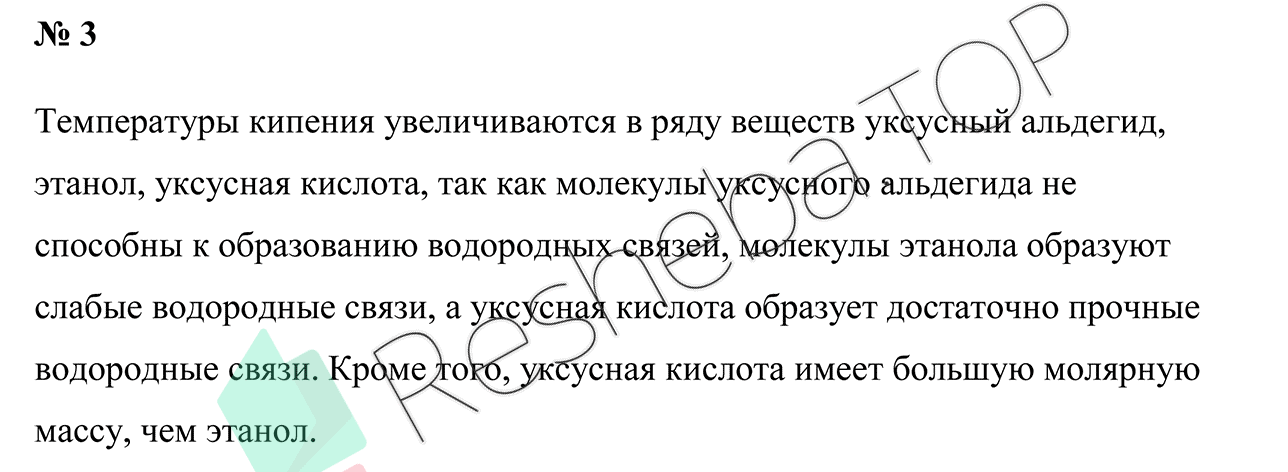 № 3
Температуры кипения увеличиваются в ряду веществ уксусный альдегид,
этанол, уксусная кислота, так как молекулы уксусного альдегида не
способны к образованию водородных связей, молекулы этанола образуют
слабые водородные связи, а уксусная кислота образует достаточно прочные
водородные связи. Кроме того, уксусная кислота имеет большую молярную
массу, чем этанол.
Resheba TOP